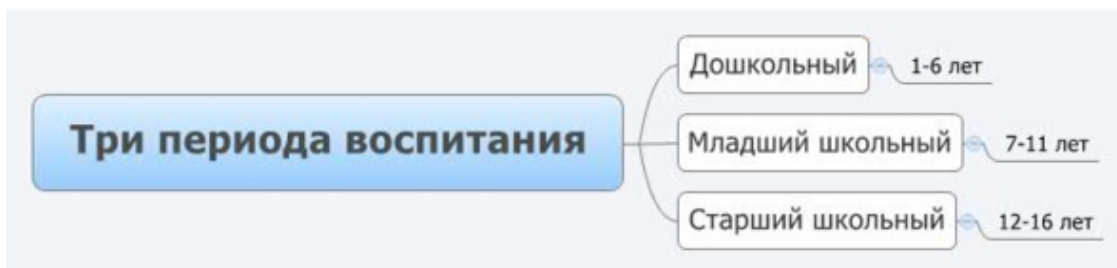 Три периода воспитания
Дошкольный
1-6 лет
Младший школьный
7-11 лет
Старший школьный
12-16 лет